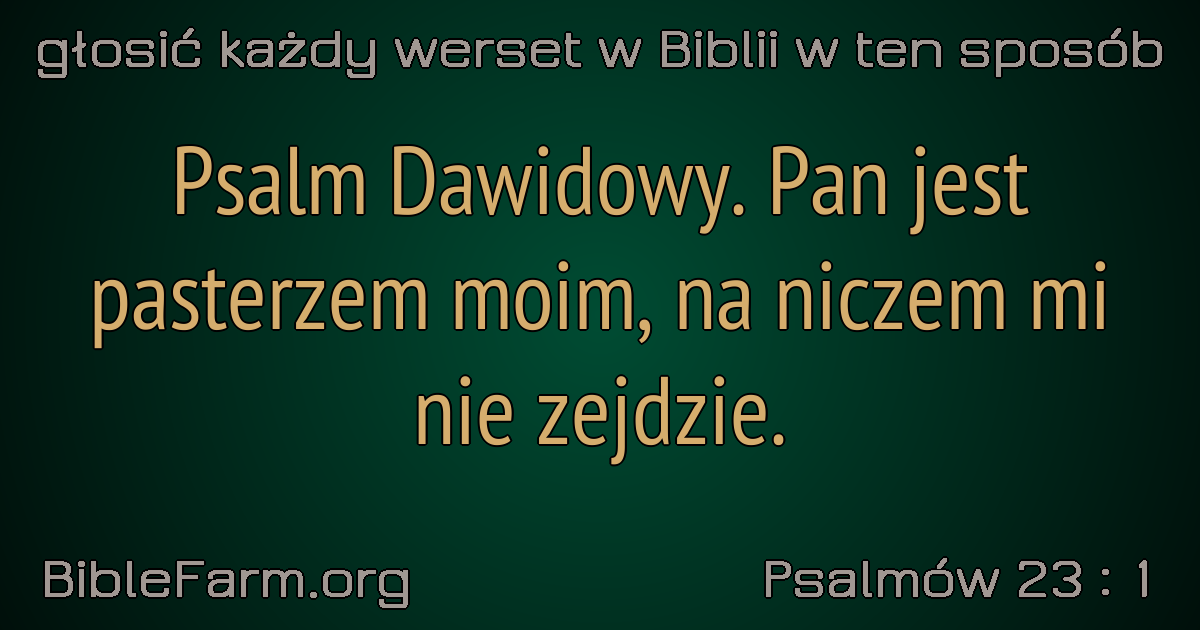 głosić każdy werset w Biblii w ten sposób
Psalm Dawidowy. Pan jest
pasterzem moim, na niczem mi
nie zejdzie.
BibleFarm.org
Psalmów 23 : 1